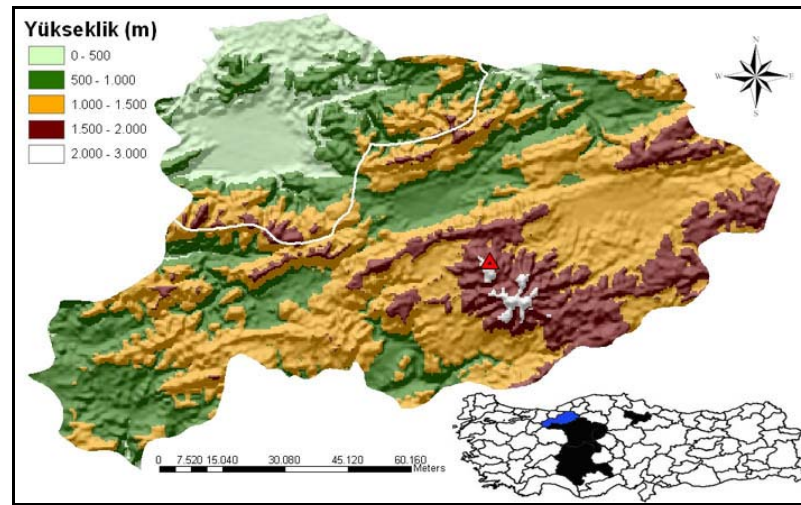 Yükseklik (m)
0 - 500
500 - 1.000
1.000 - 1.500
1.500 - 2.000
2.000 - 3.000
N
W E
S
0 7.520 15.040 30.080 45.120 60.160
Meters